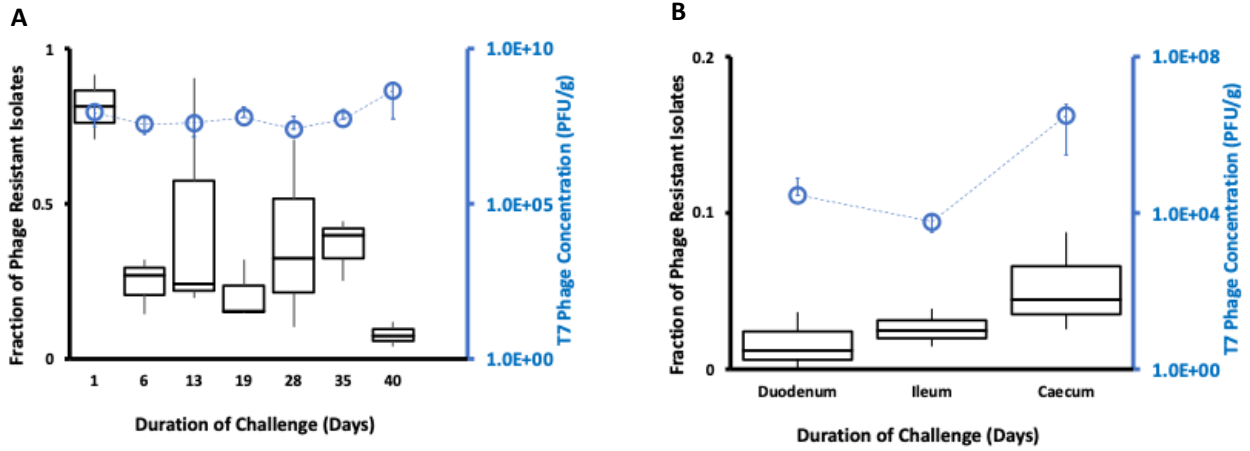 A
Fraction of Phage Resistant Isolates
1
0.5
0
1.0E+10
1.0E+05
1.0E+00
T7 Phage Concentration (PFU/g)
1 6 13 19 28 35 40
Duration of Challenge (Days)
B
Fraction of Phage Resistant Isolates
0.2
0.1
0
1.0E+08
1.0E+04
1.0E+00
T7 Phage Concentration (PFU/g)
Duodenum Ileum Caecum
Duration of Challenge (Days)